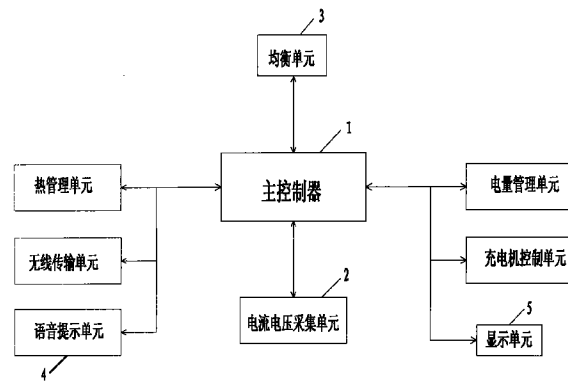 3
均衡单元
1
主控制器
热管理单元
电量管理单元
无线传输单元
充电机控制单元
2
电流电压采集单元
语音提示单元
4
5
显示单元